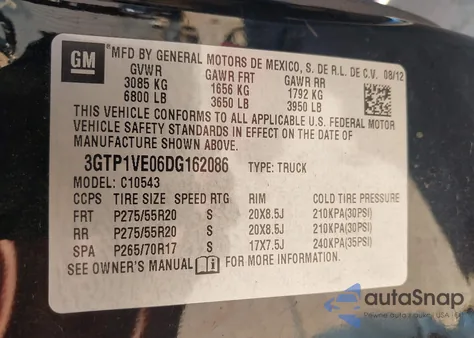 GM
MFD BY GENERAL MOTORS DE MEXICO, S. DE R.L. DE C.V. 08/12
GVWR GAWR FRT GAWR RR
3085 KG 1656 KG 1792 KG
6800 LB 3650 LB 3950 LB
THIS VEHICLE CONFORMS TO ALL APPLICABLE U.S. FEDERAL MOTOR
VEHICLE SAFETY STANDARDS IN EFFECT ON THE DATE OF
MANUFACTURE SHOWN ABOVE.
3GTP1VE06DG162086 TYPE: TRUCK
MODEL: C10543
CCPS TIRE SIZE SPEED RTG RIM COLD TIRE PRESSURE
FRT P275/55R20 S 20X8.5J 210KPA(30PSI)
RR P275/55R20 S 20X8.5J 210KPA(30PSI)
SPA P265/70R17 S 17X7.5J 240KPA(35PSI)
SEE OWNER'S MANUAL FOR MORE INFORMATION.
autoSnap